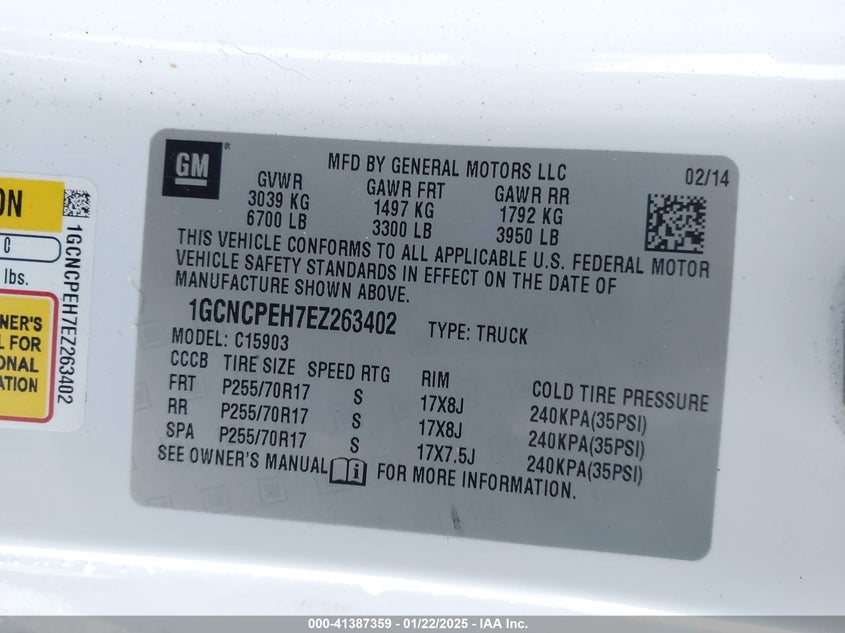 GM
MFD BY GENERAL MOTORS LLC
02/14
GVWR GAWR FRT GAWR RR
3039 KG 1497 KG 1792 KG
6700 LB 3300 LB 3950 LB
THIS VEHICLE CONFORMS TO ALL APPLICABLE U.S. FEDERAL MOTOR
VEHICLE SAFETY STANDARDS IN EFFECT ON THE DATE OF
MANUFACTURE SHOWN ABOVE.
1GCNCPEH7EZ263402 TYPE: TRUCK
MODEL: C15903
CCCB TIRE SIZE SPEED RTG RIM COLD TIRE PRESSURE
FRT P255/70R17 S 17X8J 240KPA(35PSI)
RR P255/70R17 S 17X8J 240KPA(35PSI)
SPA P255/70R17 S 17X7.5J 240KPA(35PSI)
SEE OWNER'S MANUAL FOR MORE INFORMATION.
ON
0
lbs.
NER'S
L FOR
ONAL
ATION
1GCNCPEH7EZ263402
000-41387359 - 01/22/2025 - IAA Inc.